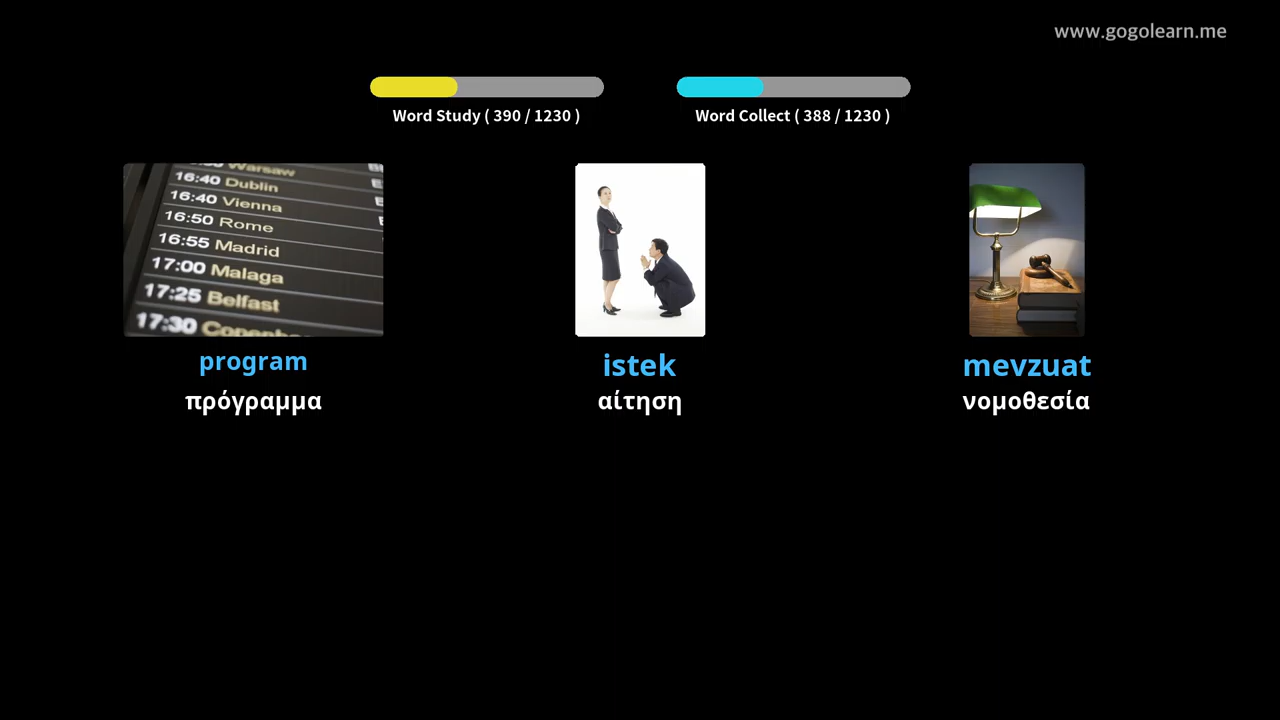 www.gogolearn.me
Word Study ( 390 / 1230 )
Word Collect ( 388 / 1230 )
Warsaw
16:40 Dublin
16:40 Vienna
16:50 Rome
16:55 Madrid
17:00 Malaga
17:25 Belfast
17:30
program
istek
mevzuat
πρόγραμμα
αίτηση
νομοθεσία